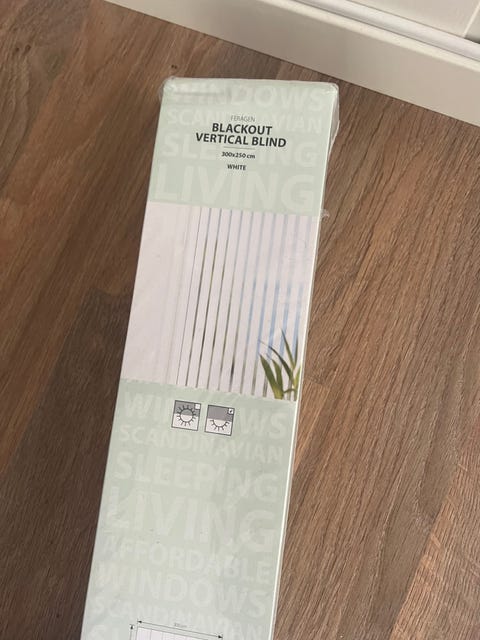 WINDOWS
SCANDINAVIAN
FERAGEN
BLACKOUT
VERTICAL BLIND
SLEEPING
300x250 cm
WHITE
LIVING
WINDOWS
SCANDINAVIAN
SLEEPING
LIVING
AFFORDABLE
WINDOWS
SCANDINAVIAN